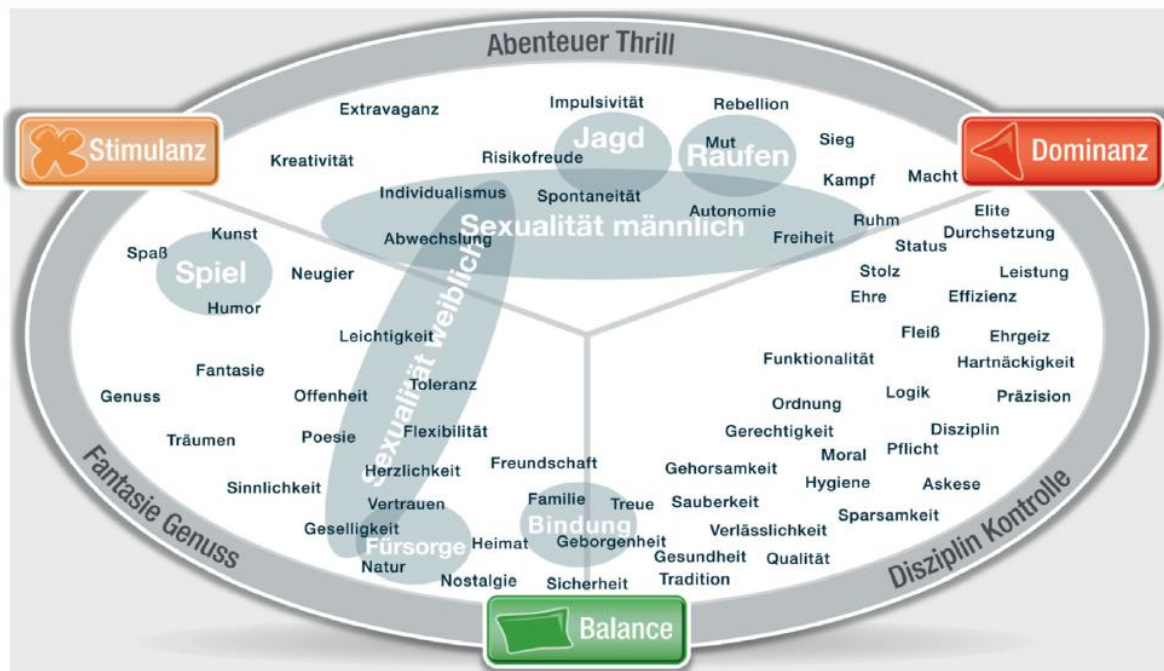 Abenteuer Thrill
Stimulanz
Dominanz
Extravaganz
Impulsivität
Rebellion
Jagd
Mut
Raufen
Sieg
Kreativität
Risikofreude
Kampf
Macht
Individualismus
Spontaneität
Autonomie
Sexualität männlich
Ruhm
Elite
Kunst
Abwechslung
Freiheit
Status
Durchsetzung
Spaß
Spiel
Neugier
Stolz
Leistung
Humor
Ehre
Effizienz
Sexualität weiblich
Leichtigkeit
Fleiß
Ehrgeiz
Funktionalität
Hartnäckigkeit
Fantasie
Genuss
Offenheit
Toleranz
Logik
Präzision
Ordnung
Träumen
Poesie
Flexibilität
Gerechtigkeit
Disziplin
Moral
Pflicht
Herzlichkeit
Freundschaft
Gehorsamkeit
Hygiene
Askese
Sinnlichkeit
Vertrauen
Familie
Treue
Sauberkeit
Sparsamkeit
Geselligkeit
Bindung
Verlässlichkeit
Fürsorge
Heimat
Geborgenheit
Gesundheit
Qualität
Natur
Nostalgie
Sicherheit
Tradition
Fantasie Genuss
Disziplin Kontrolle
Balance